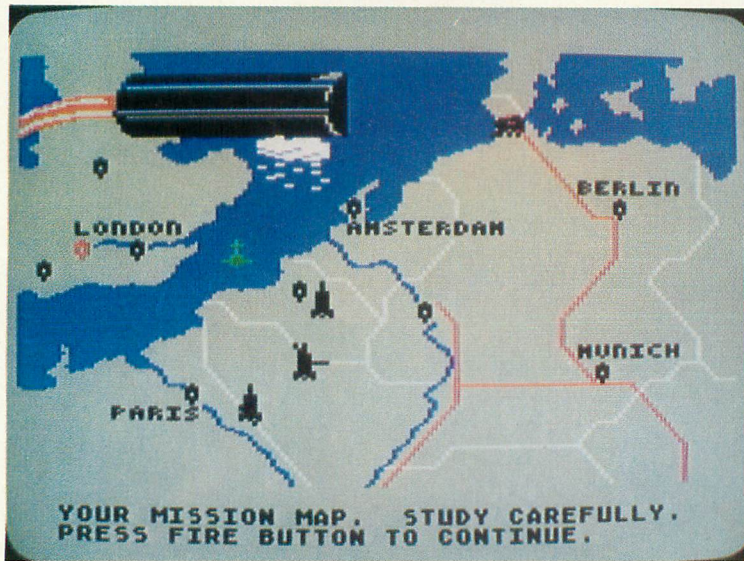 BERLIN
LONDON
AMSTERDAM
MUNICH
PARIS
YOUR MISSION MAP. STUDY CAREFULLY.
PRESS FIRE BUTTON TO CONTINUE.